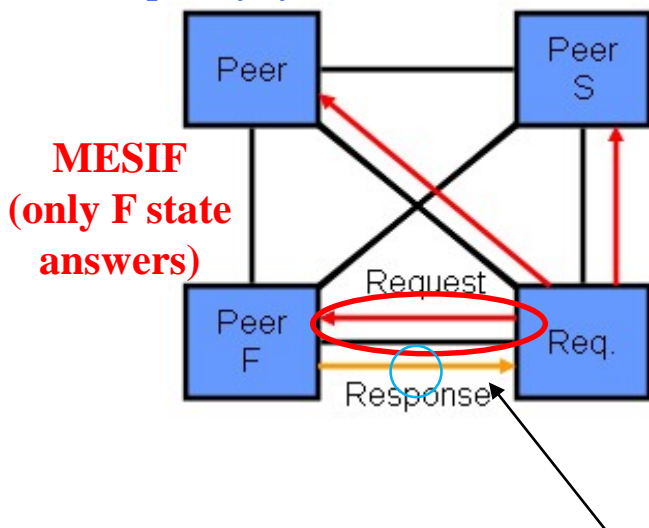 Peer
Peer
S
MESIF
(only F state
answers)
Request
Peer
F
Req.
Response